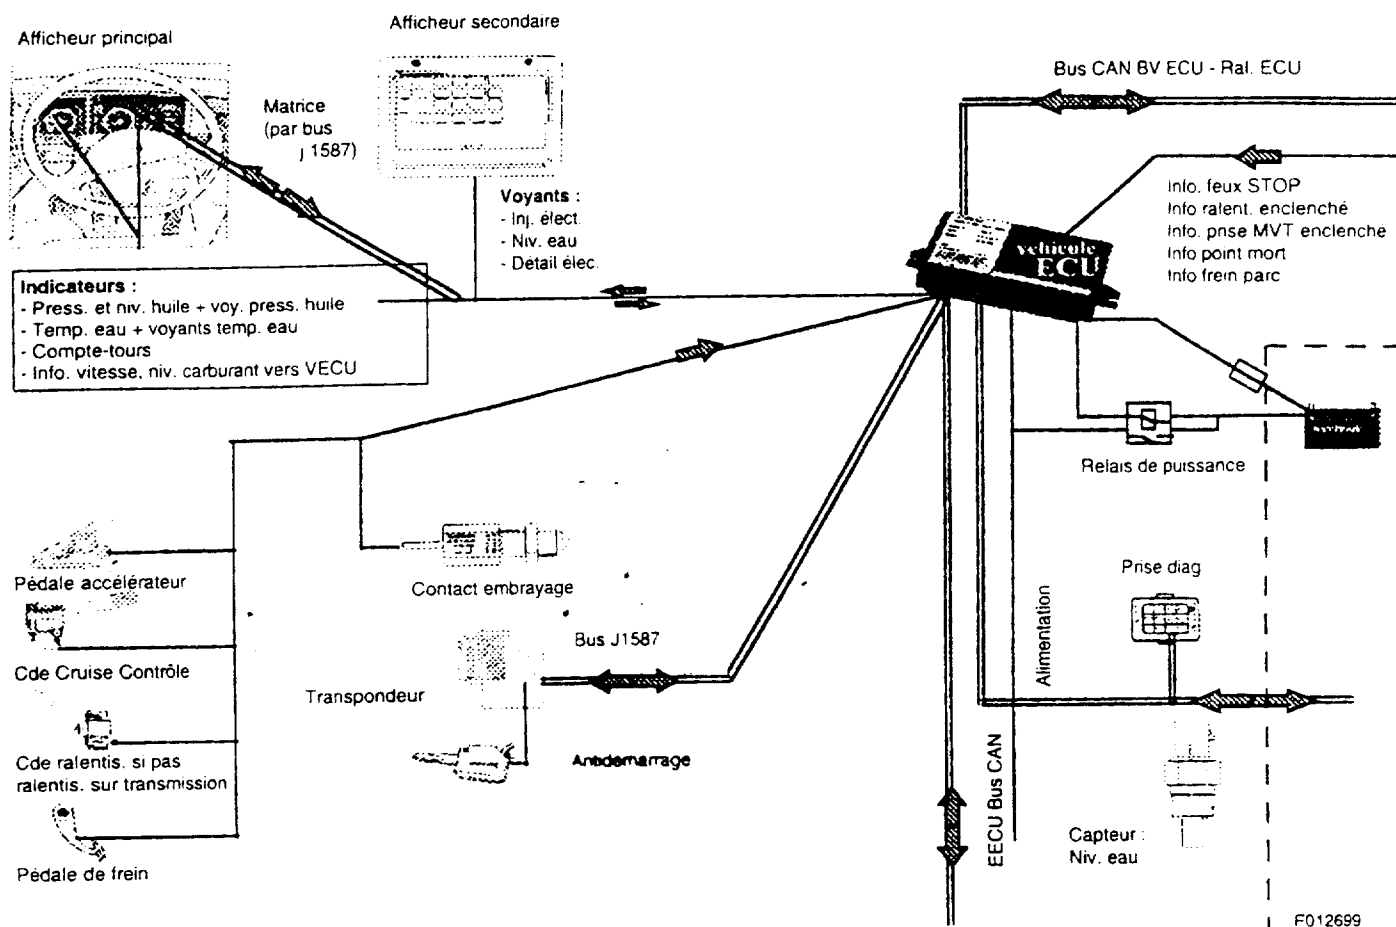 Afficheur principal
Afficheur secondaire
Matrice
(par bus
j 1587)
Voyants :
- Inj. élect.
- Niv. eau
- Détail élec.
Indicateurs :
- Press. et niv. huile + voy. press. huile
- Temp. eau + voyants temp. eau
- Compte-tours
- Info. vitesse, niv. carburant vers VECU
Bus CAN BV ECU - Ral. ECU
Info. feux STOP
Info ralent. enclenché
Info. prise MVT enclenché
Info point mort
Info frein parc
vehicule
ECU
Relais de puissance
Pédale accélérateur
Cde Cruise Contrôle
Cde ralentis. si pas
ralentis. sur transmission
Pédale de frein
Contact embrayage
Bus J1587
Transpondeur
Antidémarrage
Alimentation
EECU Bus CAN
Prise diag
Capteur :
Niv. eau
F012699